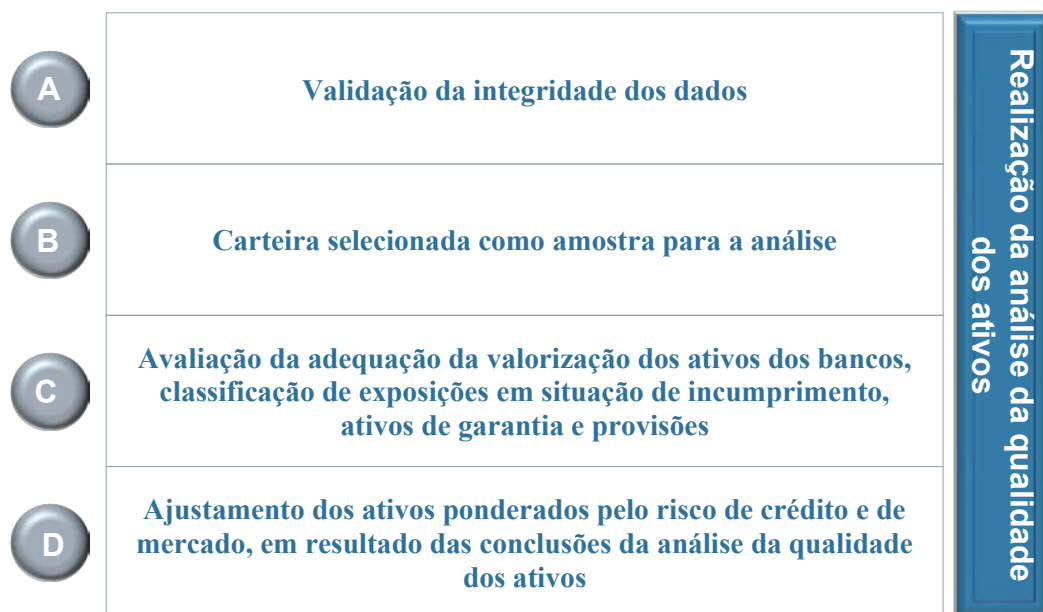 A
Validação da integridade dos dados
B
Carteira selecionada como amostra para a análise
C
Avaliação da adequação da valorização dos ativos dos bancos,
classificação de exposições em situação de incumprimento,
ativos de garantia e provisões
D
Ajustamento dos ativos ponderados pelo risco de crédito e de
mercado, em resultado das conclusões da análise da qualidade
dos ativos
Realização da análise da qualidade
dos ativos